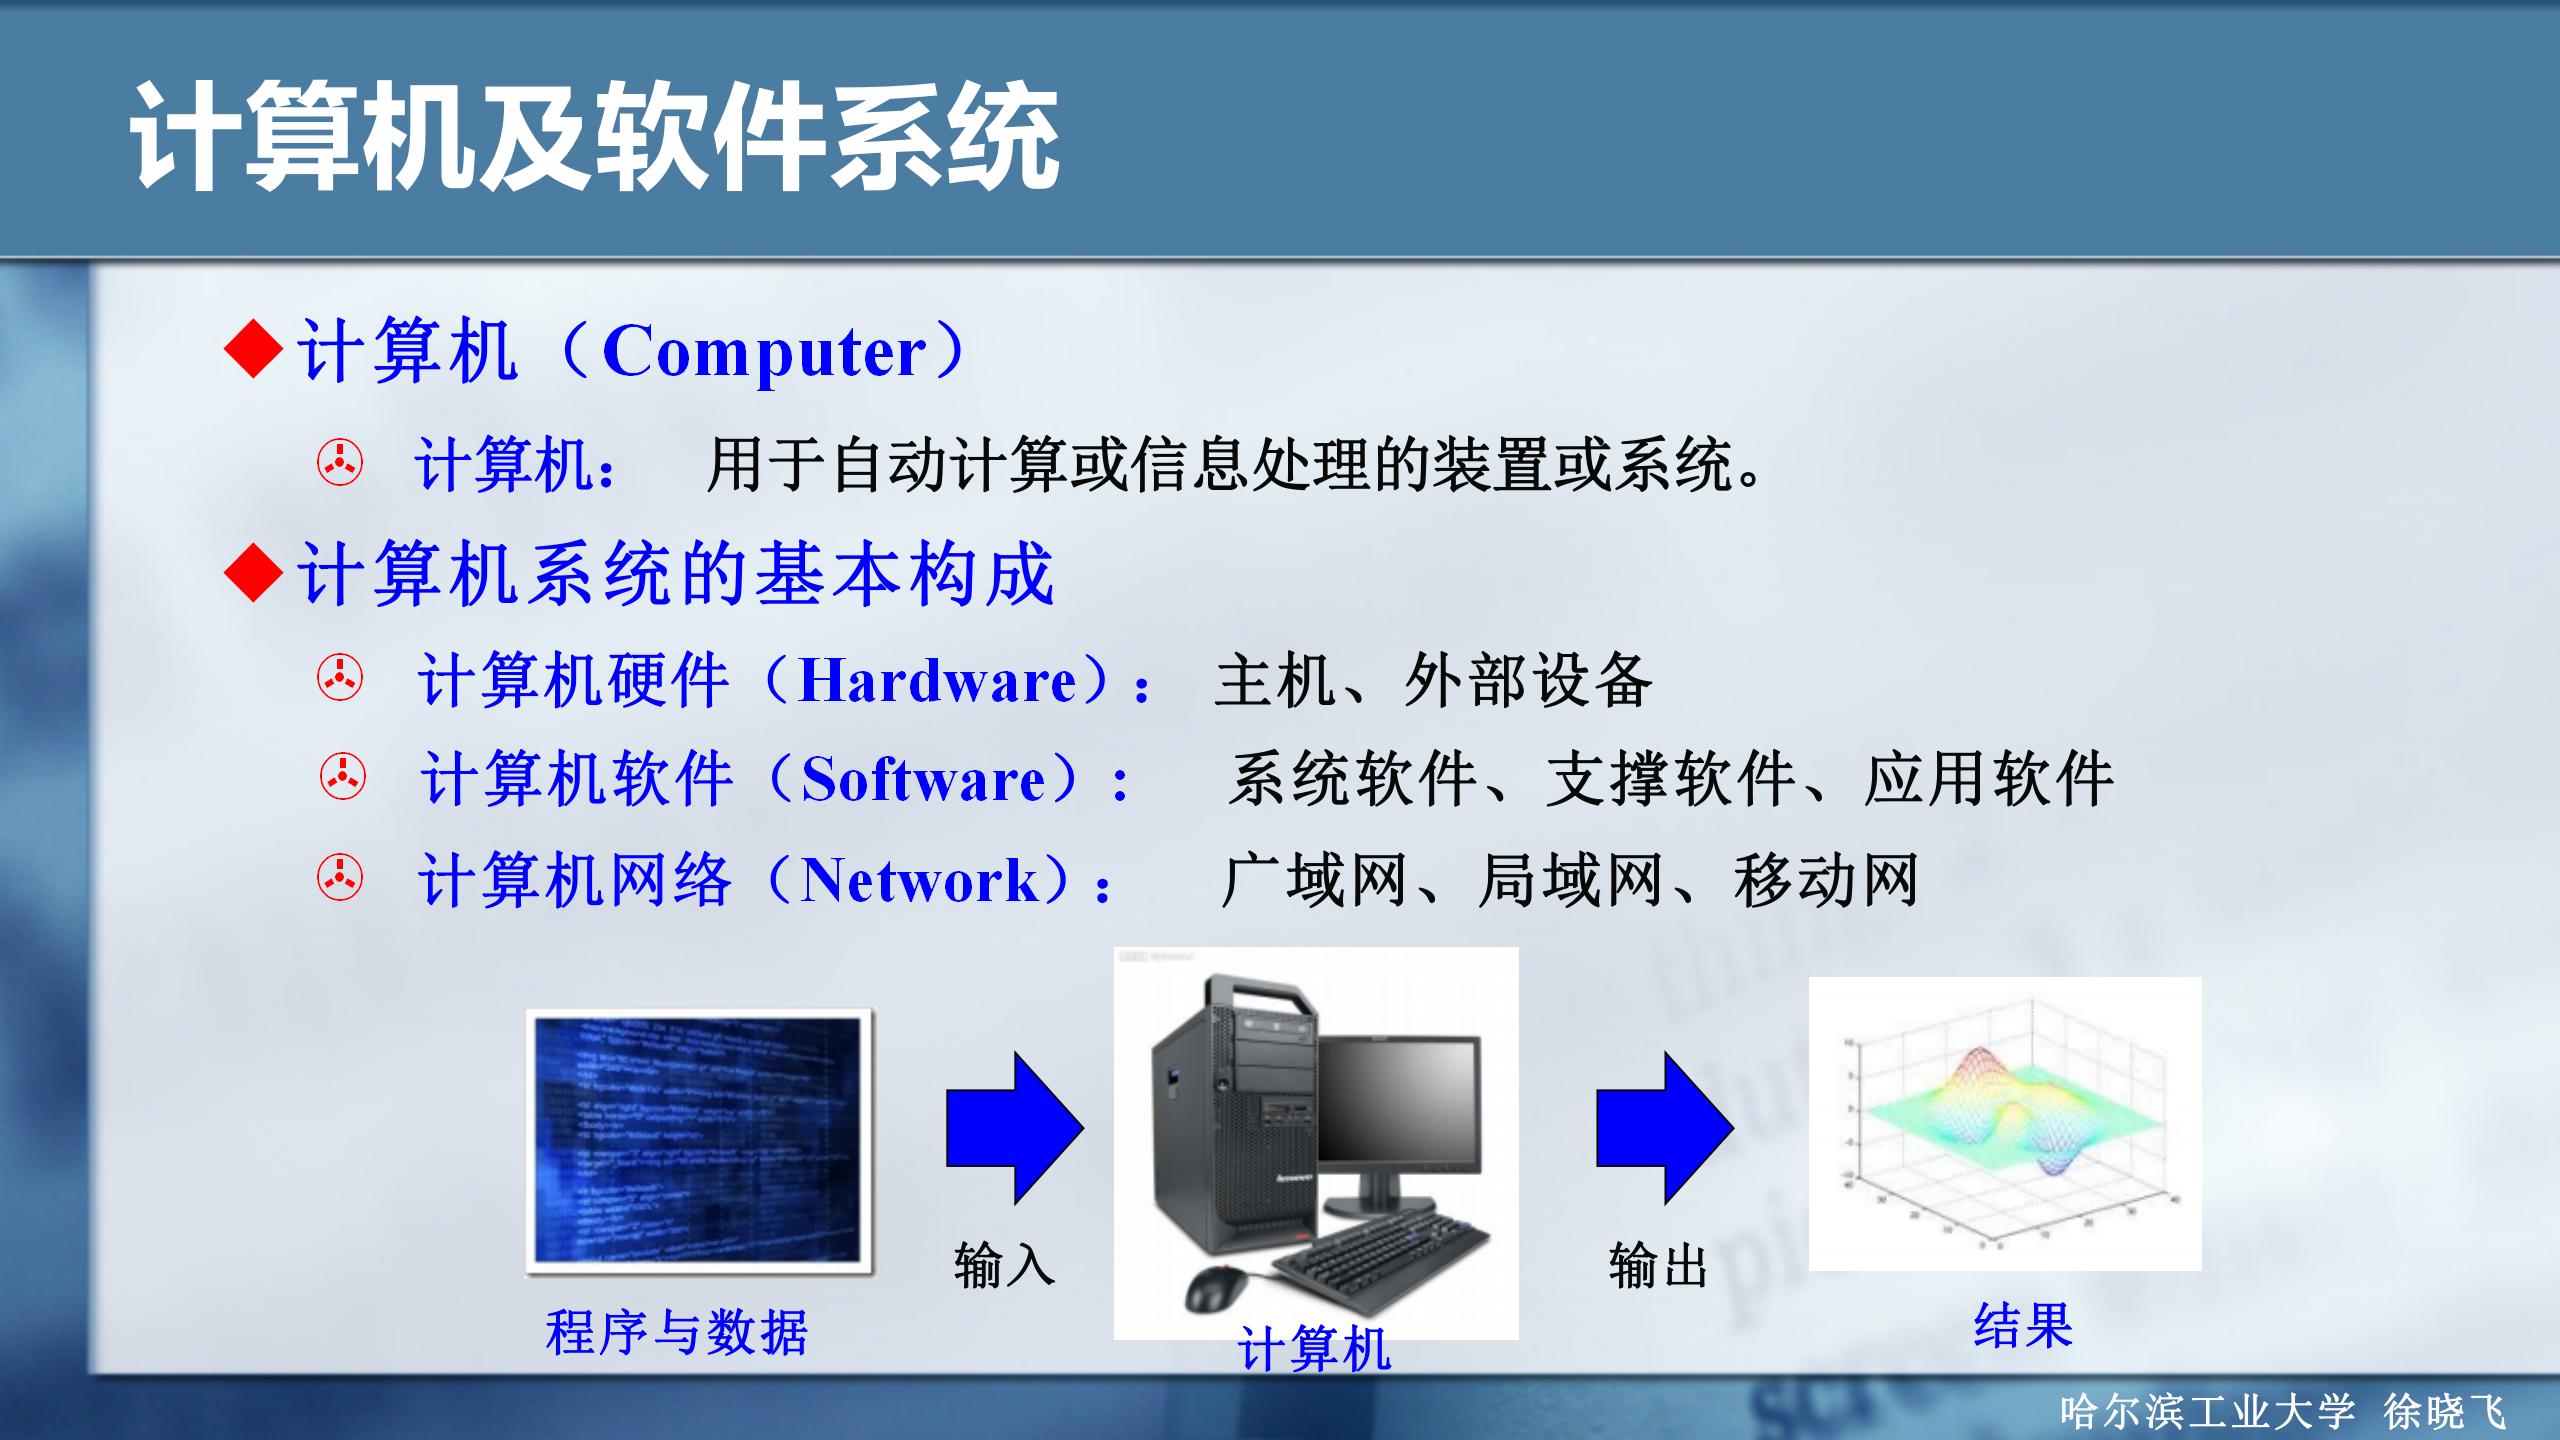 计算机及软件系统
计算机（Computer）
计算机： 用于自动计算或信息处理的装置或系统。
计算机系统的基本构成
计算机硬件（Hardware）： 主机、外部设备
计算机软件（Software）： 系统软件、支撑软件、应用软件
计算机网络（Network）： 广域网、局域网、移动网
输入
输出
程序与数据
计算机
结果
lenovo
哈尔滨工业大学 徐晓飞